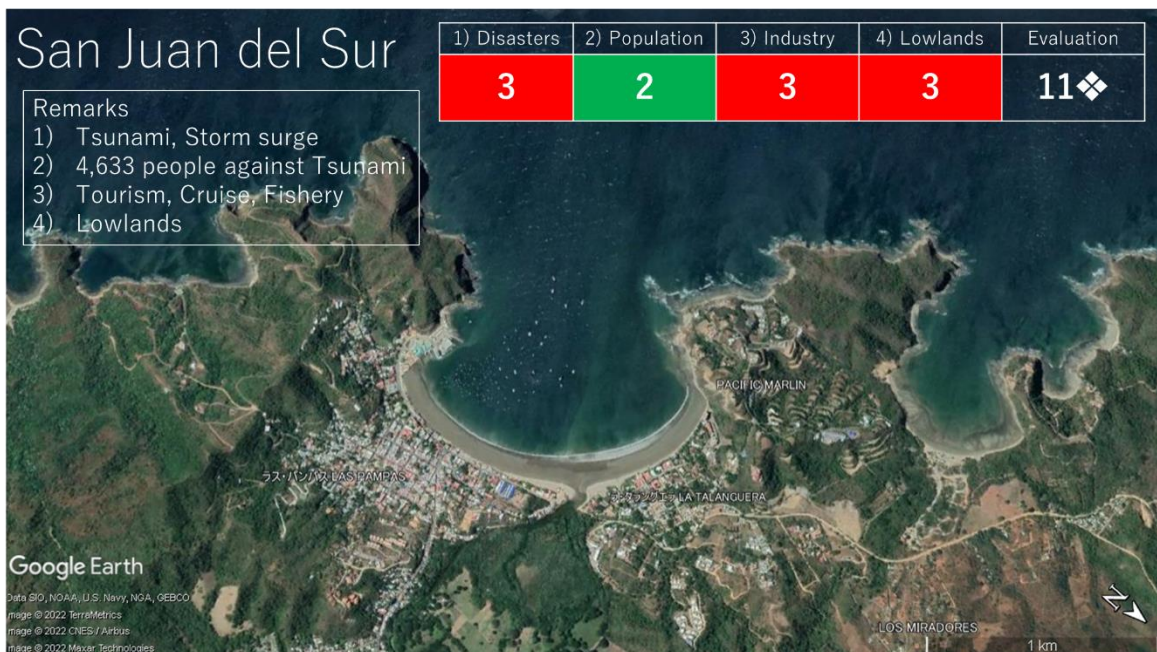 San Juan del Sur
1) Disasters 2) Population 3) Industry 4) Lowlands Evaluation
3 2 3 3 11❖
Remarks
1) Tsunami, Storm surge
2) 4,633 people against Tsunami
3) Tourism, Cruise, Fishery
4) Lowlands
PACIFIC MARLIN
ラス・パンパス LAS PAMPAS
LA TALANGUERA
Google Earth
Data SIO, NOAA, U.S. Navy, NGA, GEBCO
mage © 2022 TerraMetrics
mage © 2022 CNES / Airbus
mage © 2022 Maxar Technologies
LOS MIRADORES
N
1 km